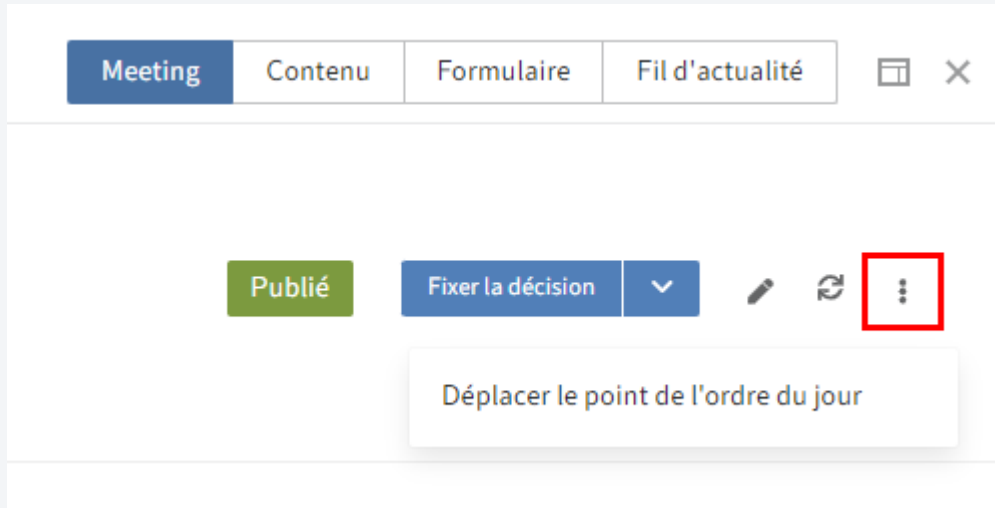 Meeting Contenu Formulaire Fil d'actualité
Publié Fixer la décision
Déplacer le point de l'ordre du jour